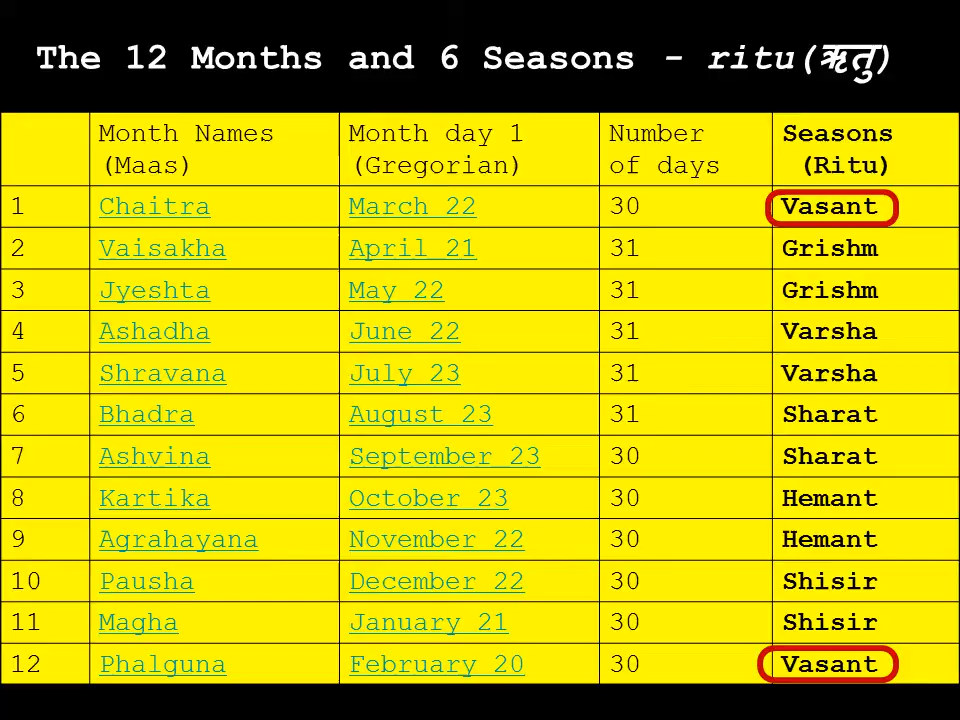 The 12 Months and 6 Seasons - ritu(ऋतु)
Month Names (Maas) Month day 1 (Gregorian) Number of days Seasons (Ritu)
1 Chaitra March 22 30 Vasant
2 Vaisakha April 21 31 Grishm
3 Jyeshta May 22 31 Grishm
4 Ashadha June 22 31 Varsha
5 Shravana July 23 31 Varsha
6 Bhadra August 23 31 Sharat
7 Ashvina September 23 30 Sharat
8 Kartika October 23 30 Hemant
9 Agrahayana November 22 30 Hemant
10 Pausha December 22 30 Shisir
11 Magha January 21 30 Shisir
12 Phalguna February 20 30 Vasant